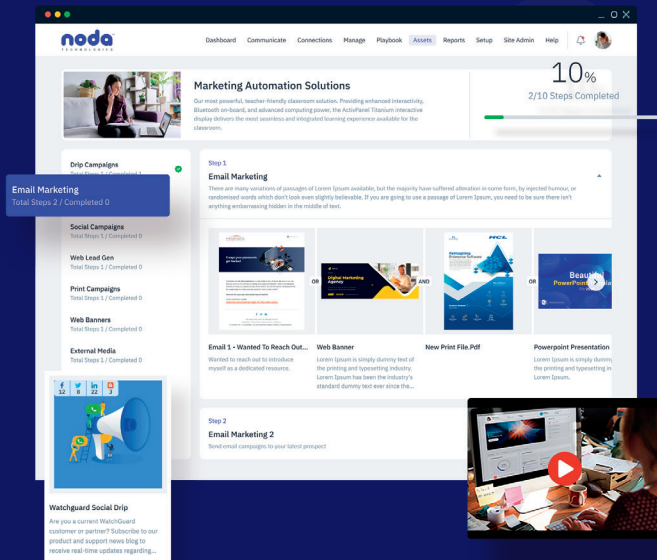 noda
TECHNOLOGIES
Dashboard Communicate Connections Manage Playbook Assets Reports Setup Site Admin Help
Marketing Automation Solutions
Our most powerful, teacher-friendly classroom solution. Providing enhanced interactivity,
Bluetooth on-board, and advanced computing power, the ActivPanel Titanium interactive
display delivers the most seamless and integrated learning experience available for the
classroom.
10%
2/10 Steps Completed
Drip Campaigns
Total Steps 1 / Completed 1
Email Marketing
Total Steps 2 / Completed 0
Social Campaigns
Total Steps 1 / Completed 0
Web Lead Gen
Total Steps 1 / Completed 0
Print Campaigns
Total Steps 1 / Completed 0
Web Banners
Total Steps 1 / Completed 0
External Media
Total Steps 1 / Completed 0
Step 1
Email Marketing
There are many variations of passages of Lorem Ipsum available, but the majority have suffered alteration in some form, by injected humour, or
randomised words which don't look even slightly believable. If you are going to use a passage of Lorem Ipsum, you need to be sure there isn't
anything embarrassing hidden in the middle of text.
OR
Digital Marketing
Agency
AND
HCL
Reimagining
Enterprise Software
OR
Beautiful
PowerPoint
Email 1 - Wanted To Reach Out...
Wanted to reach out to introduce
myself as a dedicated resource.
Web Banner
Lorem Ipsum is simply dummy text of
the printing and typesetting industry.
Lorem Ipsum has been the industry's
standard dummy text ever since the...
New Print File.Pdf
Powerpoint Presentation
Lorem Ipsum is simply dummy
the printing and typesetting in
Lorem Ipsum.
Step 2
Email Marketing 2
Send email campaigns to your latest prospect
12 8 22 3
Watchguard Social Drip
Are you a current WatchGuard
customer or partner? Subscribe to our
product and support news blog to
receive real-time updates regarding...